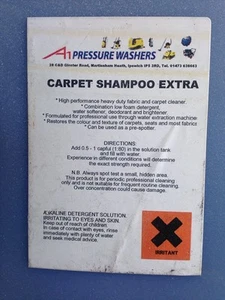 A1 PRESSURE WASHERS
CARPET SHAMPOO EXTRA
* High performance heavy duty fabric and carpet cleaner.
* Combination low foam detergent,
water softener, deodorant and brightener.
* Formulated for professional use through water extraction machine
* Restores the colour and texture of carpets, seats and most fabrics
* Can be used as a pre-spotter.
DIRECTIONS:
Add 0.5 - 1 capful (1:80) in the solution tank
and fill with water.
Experience in different conditions will determine
the exact strength required.
N.B. Always spot test a small, hidden area.
This product is for periodic professional cleaning
only and is not suitable for frequent routine cleaning.
Over concentration could cause damage.
ALKALINE DETERGENT SOLUTION.
IRRITATING TO EYES AND SKIN.
Keep out of reach of children.
In case of contact with eyes, rinse
immediately with plenty of water
and seek medical advice.
IRRITANT